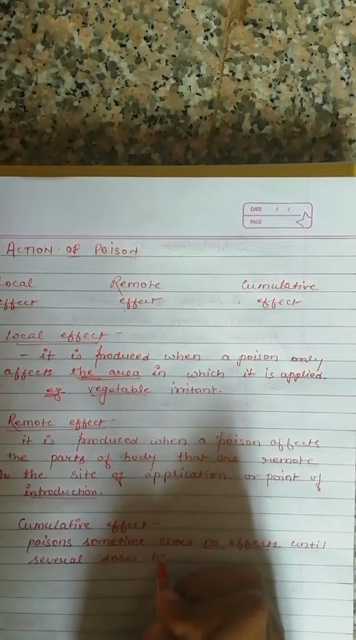 DATE / /
PAGE
ACTION OF POISON
Local Remote Cumulative
effect effect effect
Local effect -
- it is produced when a poison only
affects the area in which it is applied.
eg. vegetable irritant.
Remote effect -
it is produced when a poison affects
the parts of body that are remote
to the site of application or point of
introduction.
Cumulative effect -
poisons sometime show no effects until
several doses